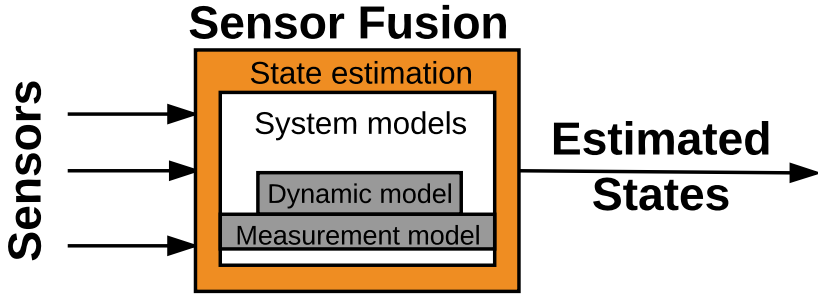 Sensor Fusion
State estimation
System models
Dynamic model
Measurement model
Sensors
Estimated
States